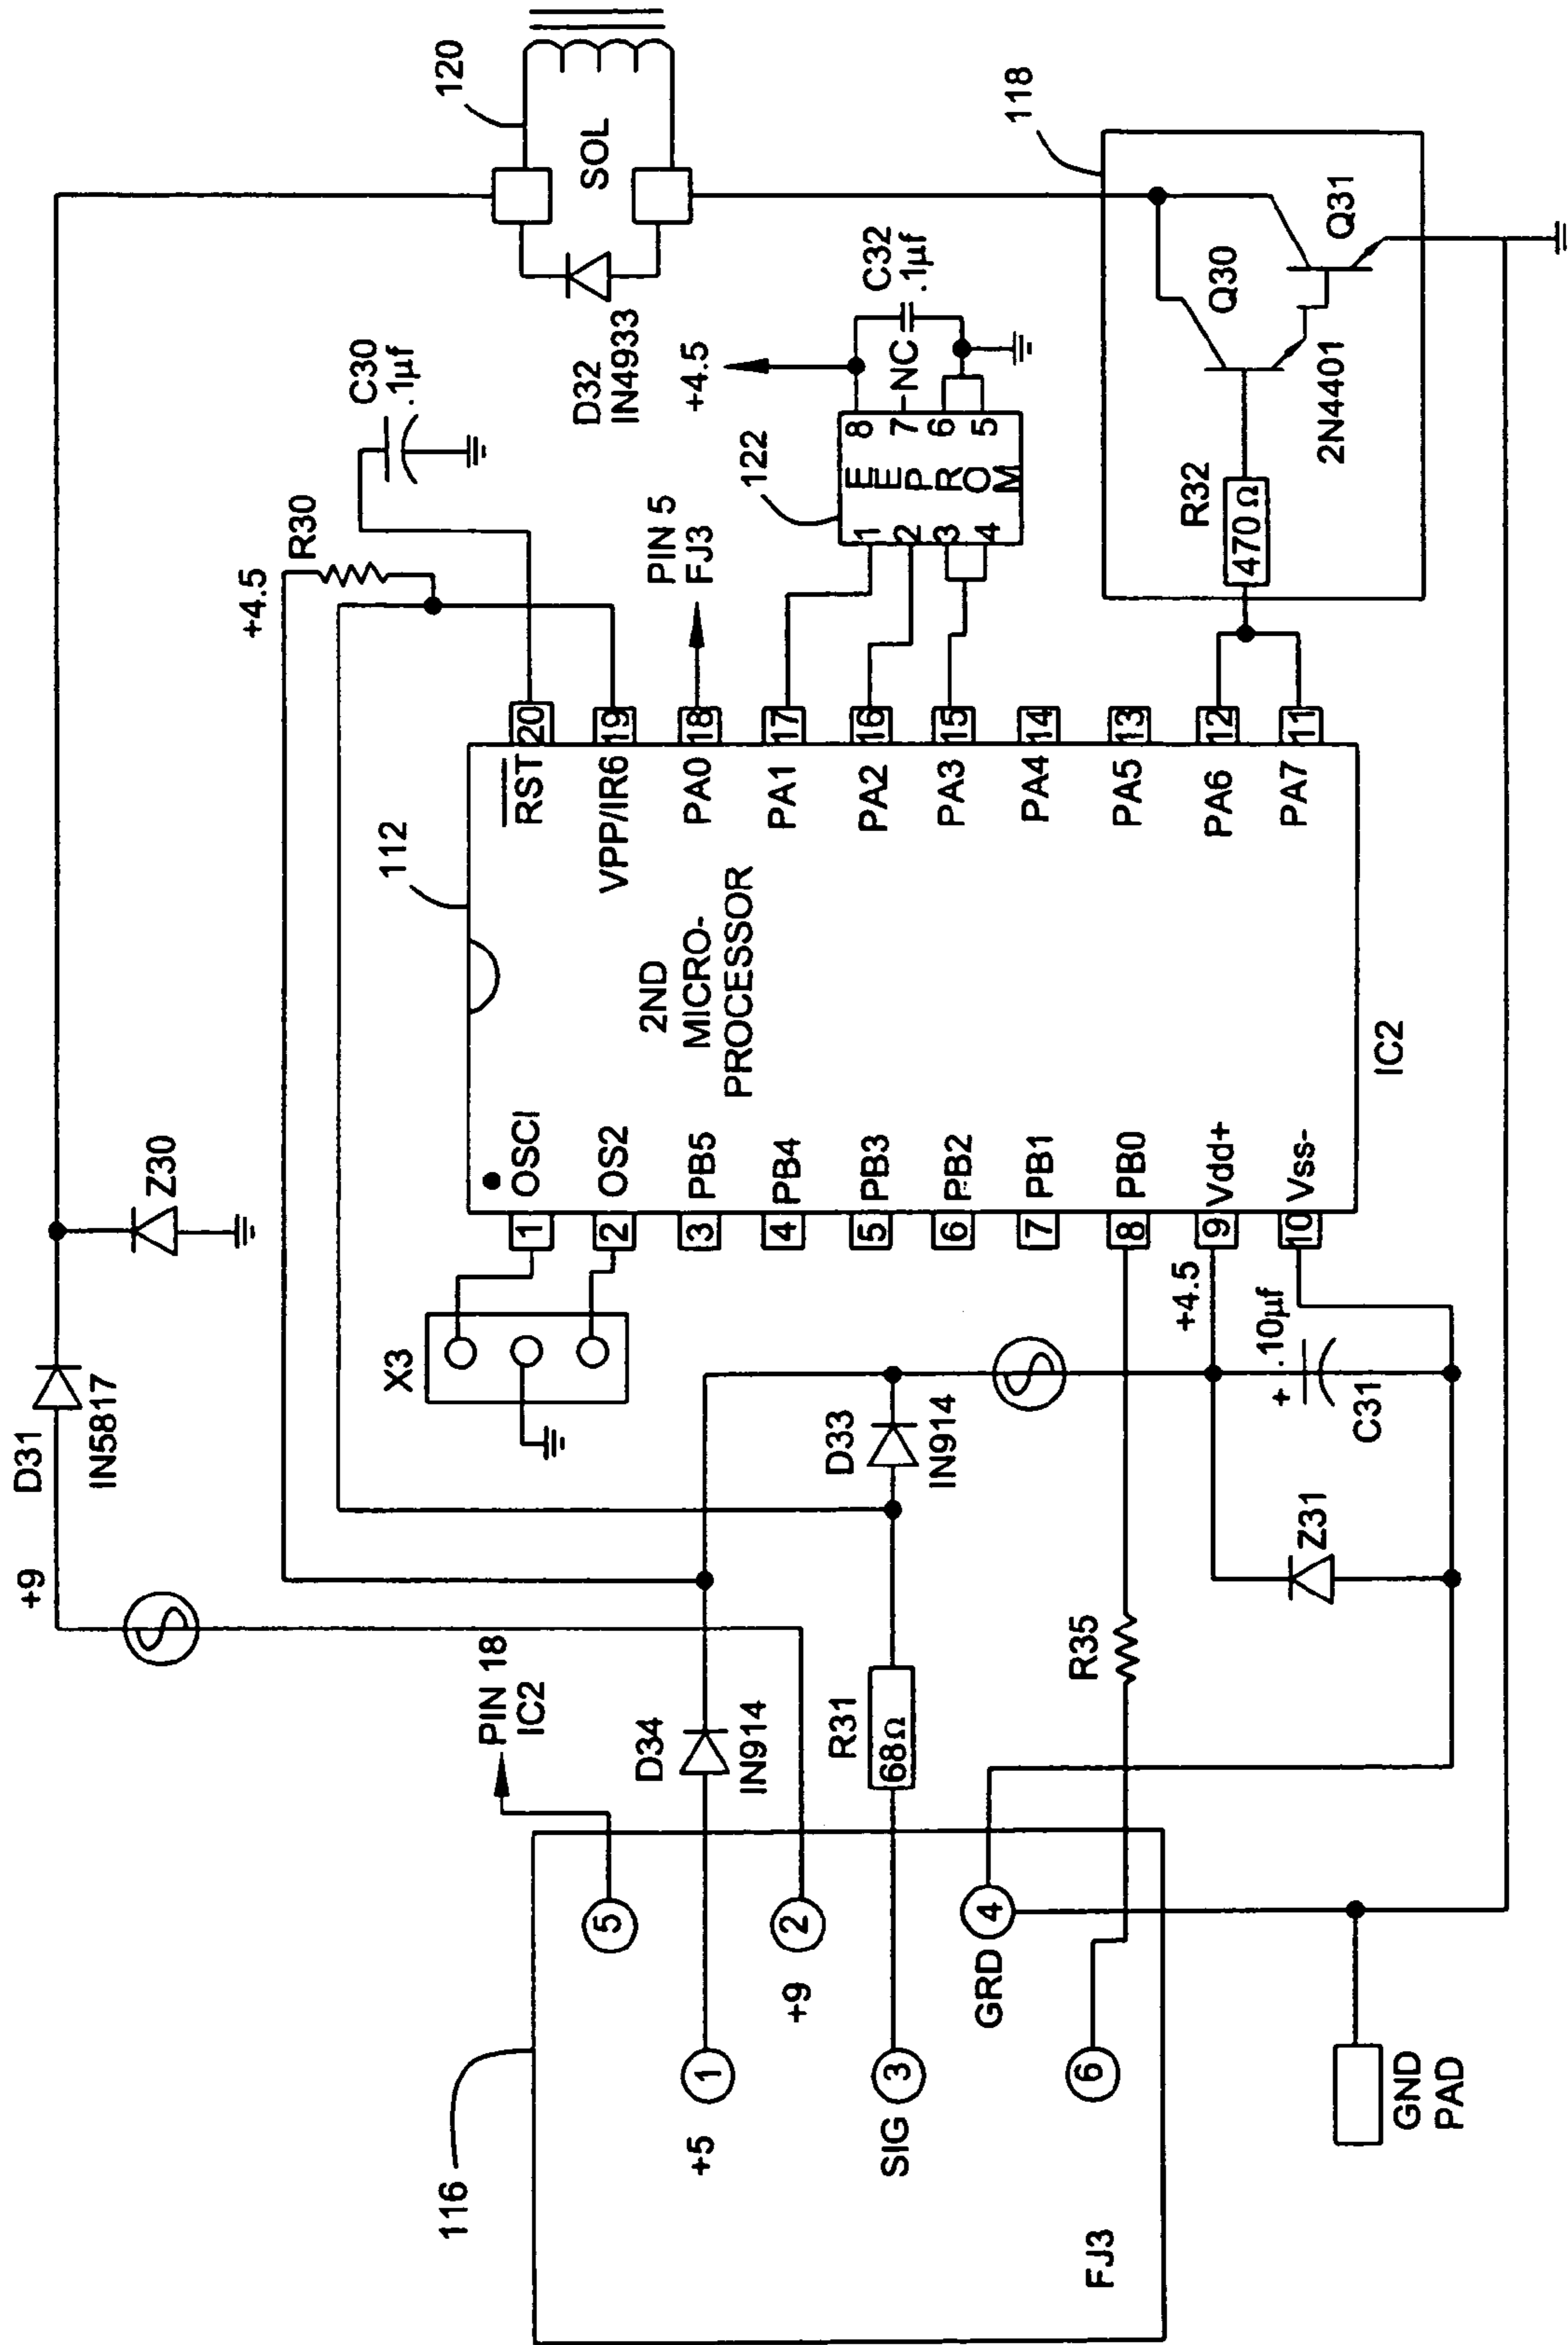 +9
D31
IN5817
Z30
120
SOL
D32
IN4933
+4.5
R30
C30
.1µf
116
PIN 18
IC2
5
D34
IN914
+5
1
+9
2
SIG
3
R31
68Ω
D33
IN914
GRD
4
6
FJ3
R35
GND
PAD
X3
Z31
+4.5
+
.10µf
C31
112
2ND
MICRO-
PROCESSOR
IC2
1 OSCI
2 OS2
3 PB5
4 PB4
5 PB3
6 PB2
7 PB1
8 PB0
9 Vdd+
10 Vss-
RST 20
VPP/IR6 19
PA0 18
PA1 17
PA2 16
PA3 15
PA4 14
PA5 13
PA6 12
PA7 11
PIN 5
FJ3
122
+4.5
1 E 8
2 E 7 NC
P
3 R 6
O
4 M 5
C32
.1µf
118
R32
470 Ω
Q30
Q31
2N4401